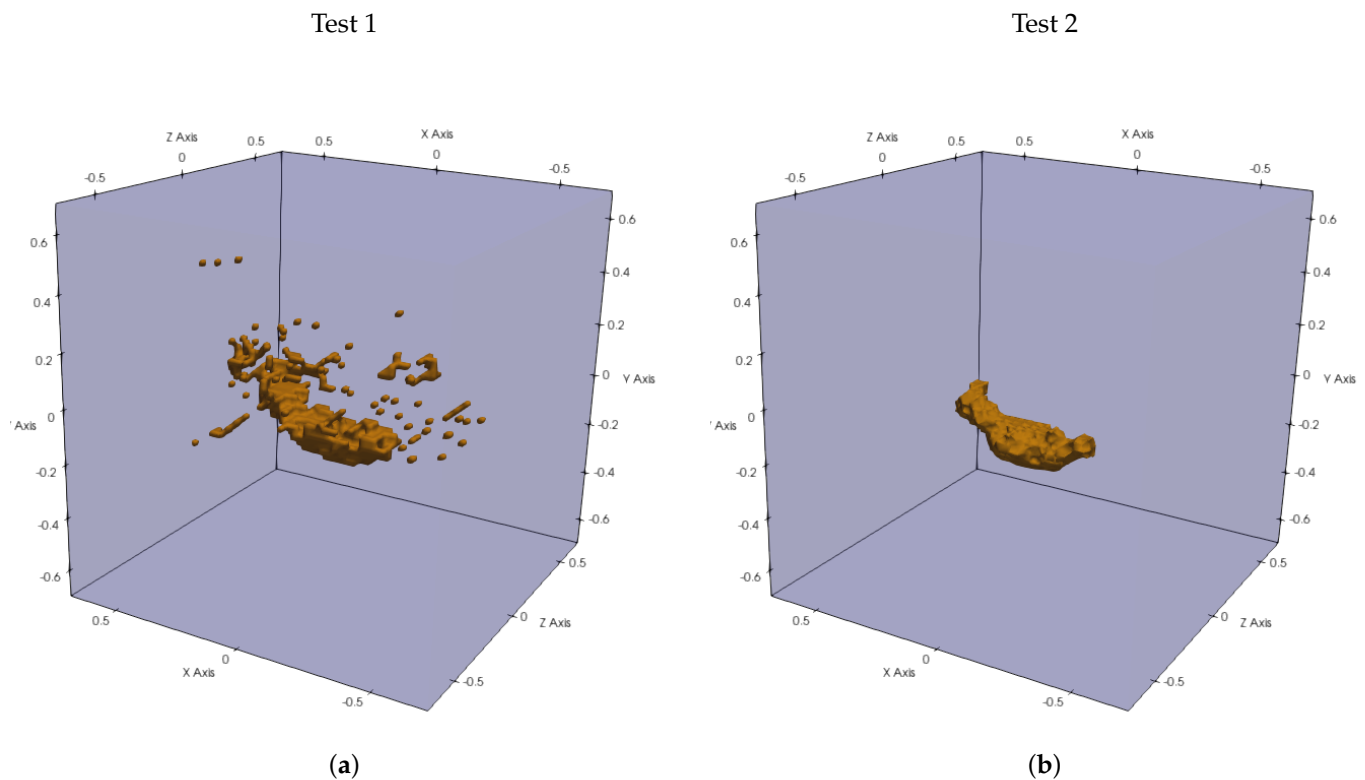 Test 1 Test 2
Z Axis 0.5 0.5 X Axis
-0.5 0 0 -0.5
0.6 0.6
0.4 0.4
0.2 0.2
0 0 Y Axis
' Axis -0.2
-0.2 -0.4
-0.4 -0.6
-0.6 0.5
0.5 0 Z Axis
X Axis 0 -0.5
-0.5
Z Axis 0.5 0.5 X Axis
-0.5 0 0 -0.5
0.6 0.6
0.4 0.4
0.2 0.2
0 0 Y Axis
' Axis -0.2
-0.2 -0.4
-0.4 -0.6
-0.6 0.5
0.5 0 Z Axis
X Axis 0 -0.5
-0.5
(a) (b)